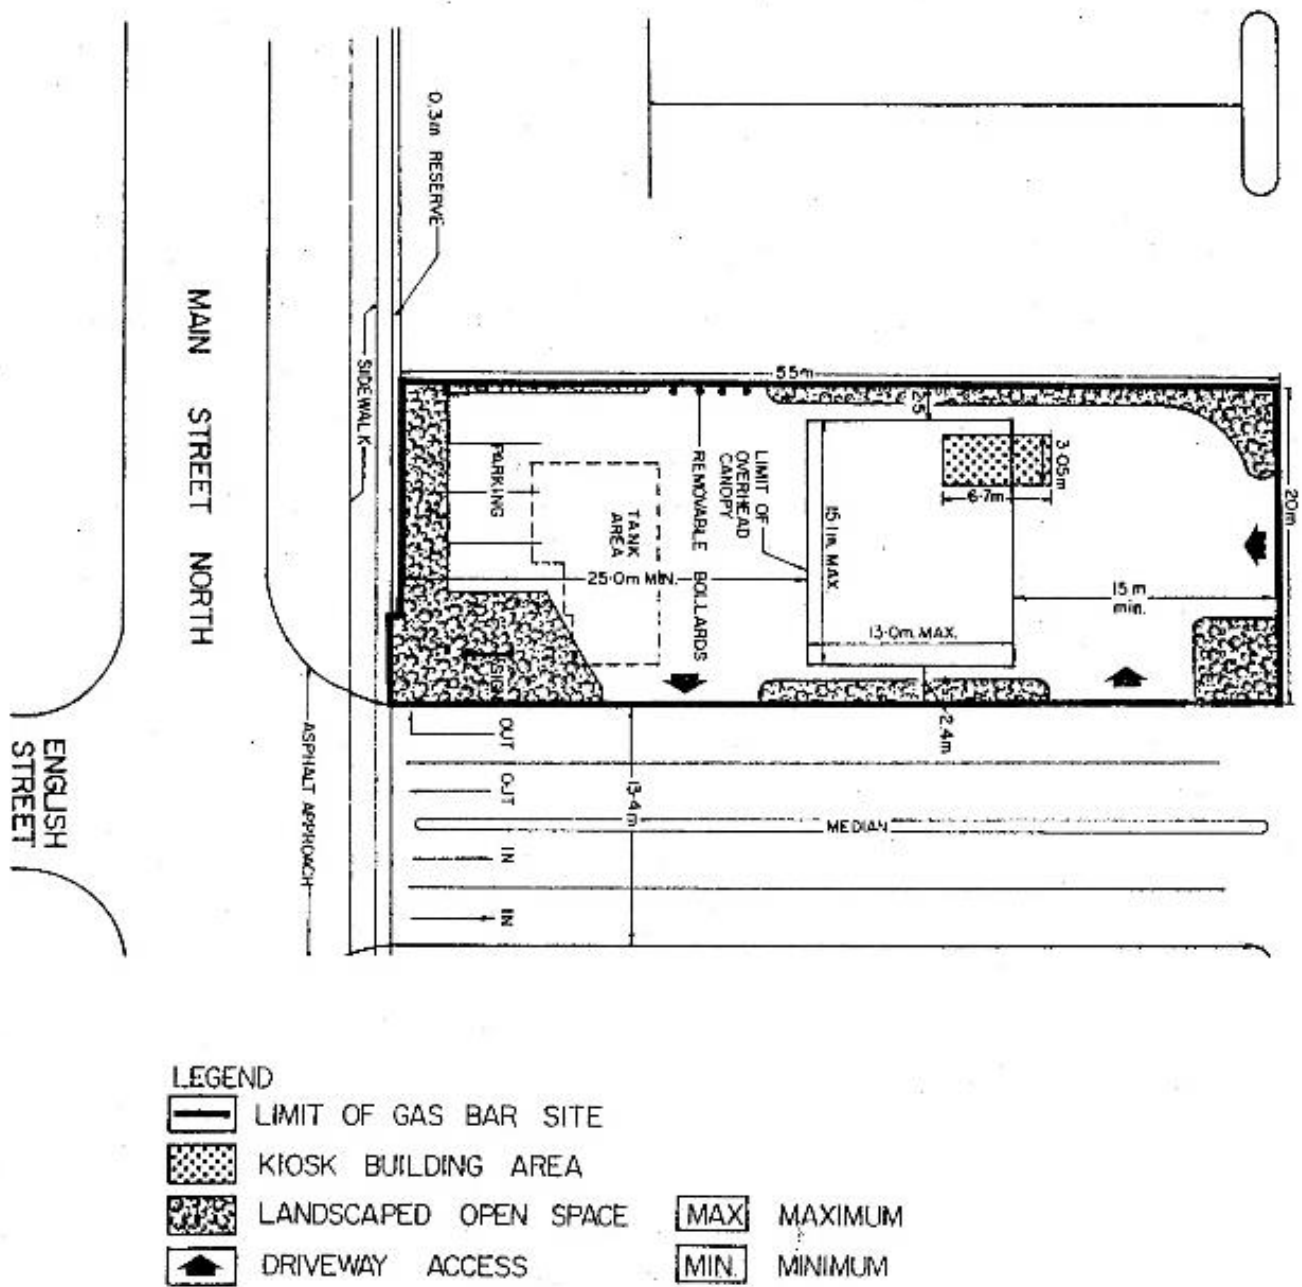 0.3m RESERVE
MAIN STREET NORTH
SIDEWALK
55m
2.5
3.05m
6.7m
20m
PARKING
TANK
AREA
REMOVABLE BOLLARDS
LIMIT OF
OVERHEAD
CANOPY
15.1m. MAX.
25.0m MIN.
15m
min.
13.0m. MAX.
SIGN
2.4m
OUT
OUT
13.4m
MEDIAN
IN
IN
ASPHALT APPROACH
ENGLISH
STREET
LEGEND
LIMIT OF GAS BAR SITE
KIOSK BUILDING AREA
LANDSCAPED OPEN SPACE
MAX MAXIMUM
DRIVEWAY ACCESS
MIN. MINIMUM